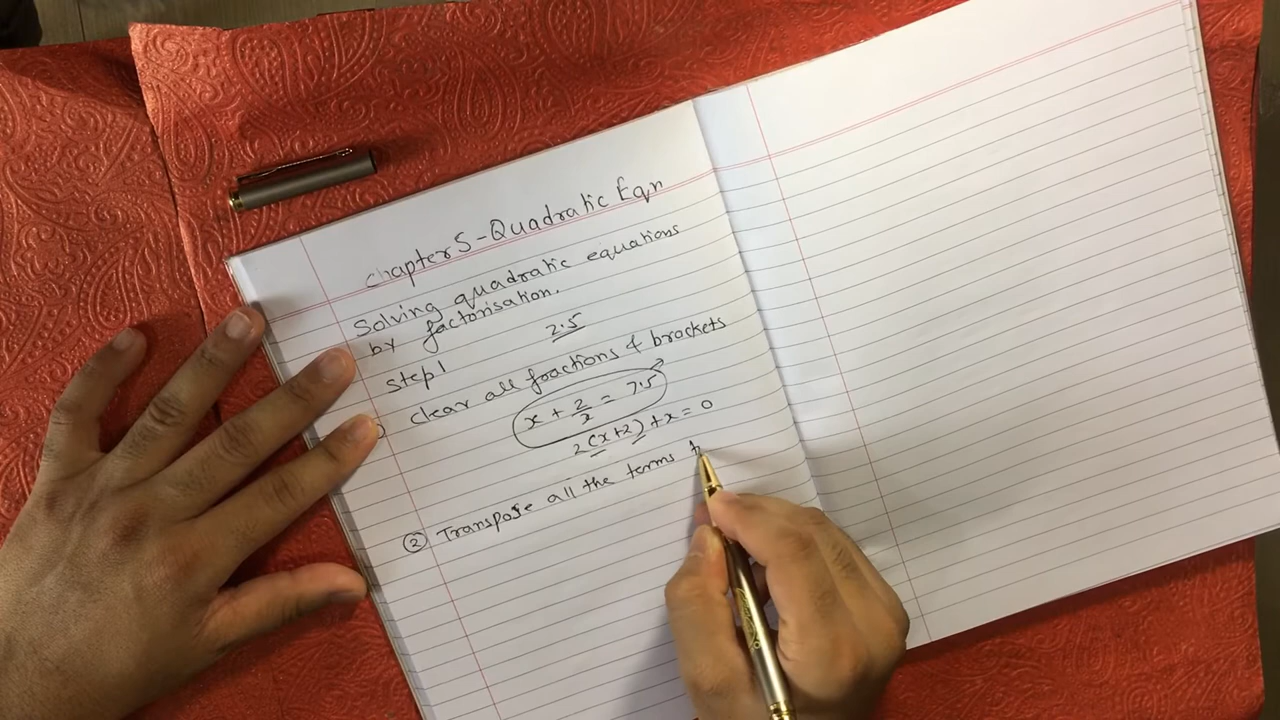 Chapter 5 - Quadratic Eqn
Solving quadratic equations
by factorisation.
2.5
step 1
clear all fractions & brackets
x + 2/x = 7.5
2(x+2) + x = 0
② Transpose all the terms